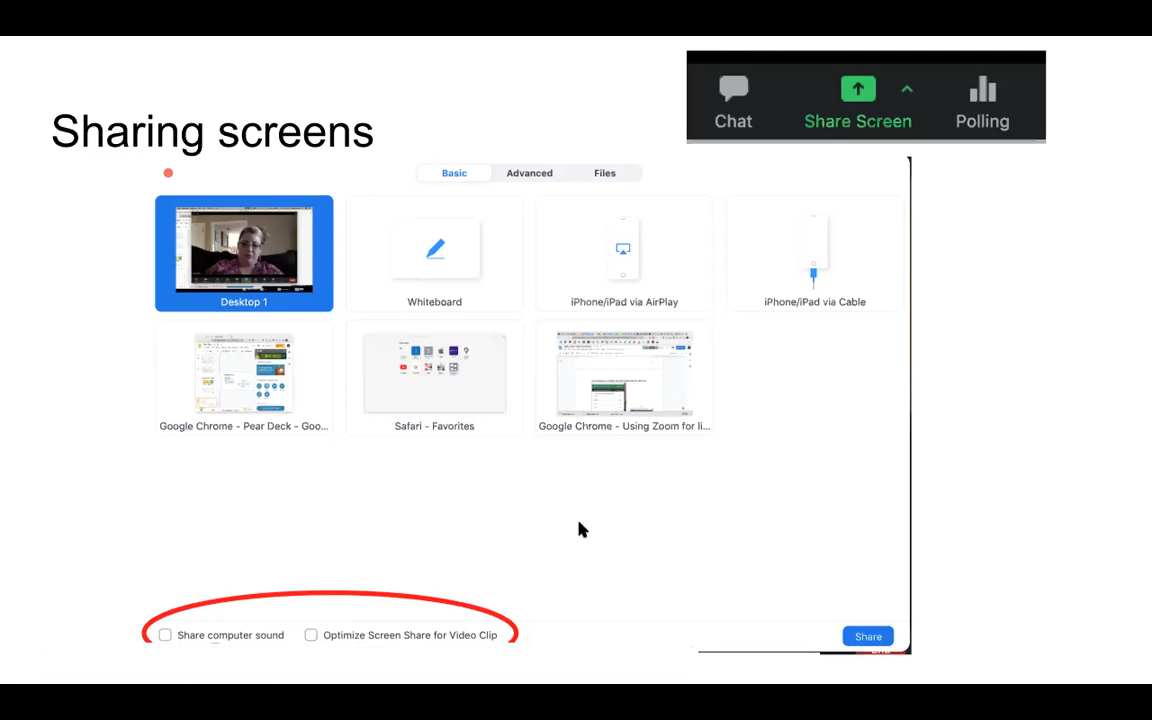 Chat Share Screen Polling
Sharing screens
Basic Advanced Files
Desktop 1 Whiteboard iPhone/iPad via AirPlay iPhone/iPad via Cable
Google Chrome - Pear Deck - Goo... Safari - Favorites Google Chrome - Using Zoom for li...
Share computer sound Optimize Screen Share for Video Clip Share